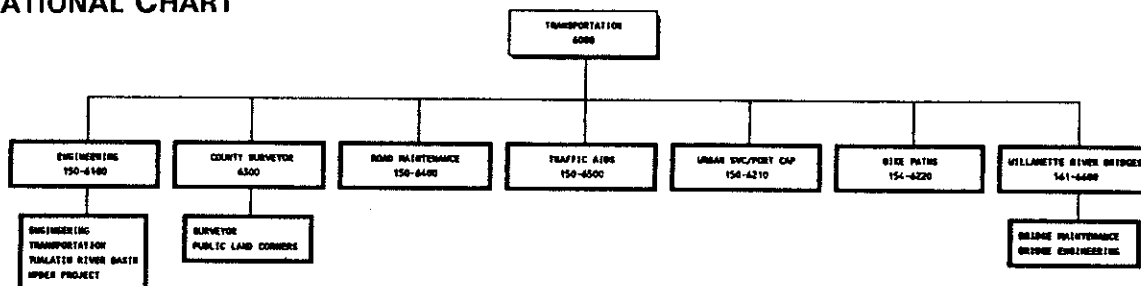 ATIONAL CHART
TRANSPORTATION
6000
ENGINEERING
150-6100
COUNTY SURVEYOR
6300
ROAD MAINTENANCE
150-6400
TRAFFIC AIDS
150-6500
URBAN SVC/PORT CAP
150-6210
BIKE PATHS
154-6220
WILLAMETTE RIVER BRIDGES
161-6600
ENGINEERING
TRANSPORTATION
TUALATIN RIVER BASIN
NPDES PROJECT
SURVEYOR
PUBLIC LAND CORNERS
BRIDGE MAINTENANCE
BRIDGE ENGINEERING